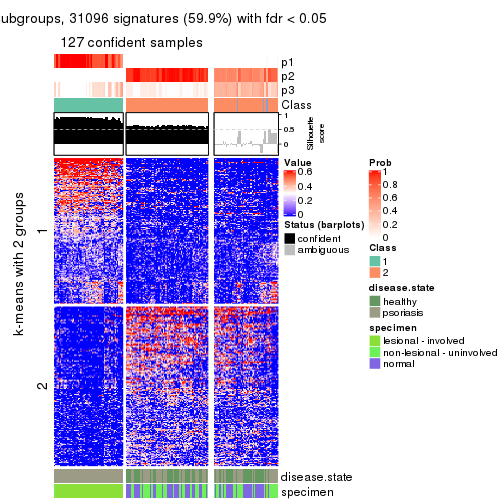 ubgroups, 31096 signatures (59.9%) with fdr < 0.05
127 confident samples
p1
p2
p3
Class
1
0.5
0
Silhouette
score
k-means with 2 groups
1
2
Value
0.6
0.4
0.2
0
Status (barplots)
confident
ambiguous
Prob
1
0.8
0.6
0.4
0.2
0
Class
1
2
disease.state
healthy
psoriasis
specimen
lesional - involved
non-lesional - uninvolved
normal
disease.state
specimen